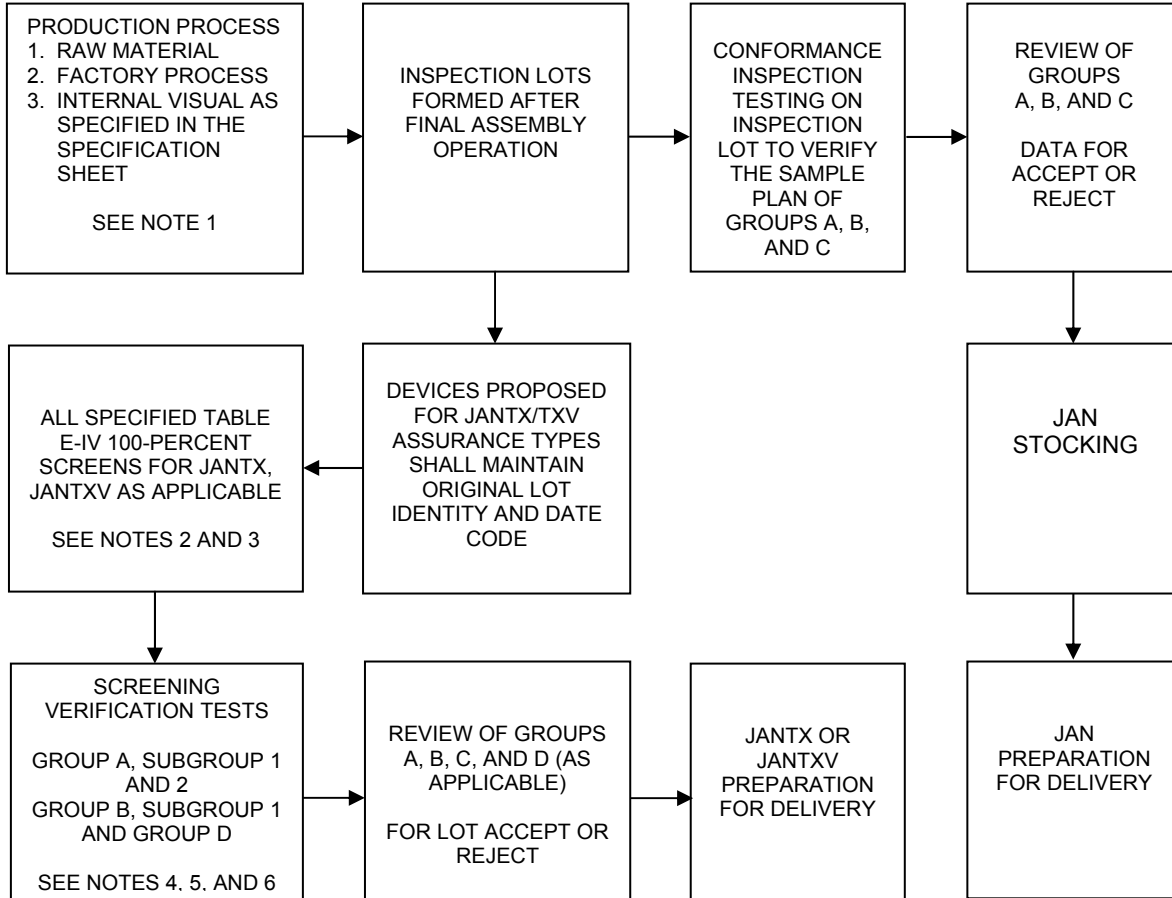 PRODUCTION PROCESS
1. RAW MATERIAL
2. FACTORY PROCESS
3. INTERNAL VISUAL AS
SPECIFIED IN THE
SPECIFICATION
SHEET
SEE NOTE 1
INSPECTION LOTS
FORMED AFTER
FINAL ASSEMBLY
OPERATION
CONFORMANCE
INSPECTION
TESTING ON
INSPECTION
LOT TO VERIFY
THE SAMPLE
PLAN OF
GROUPS A, B,
AND C
REVIEW OF
GROUPS
A, B, AND C
DATA FOR
ACCEPT OR
REJECT
ALL SPECIFIED TABLE
E-IV 100-PERCENT
SCREENS FOR JANTX,
JANTXV AS APPLICABLE
SEE NOTES 2 AND 3
DEVICES PROPOSED
FOR JANTX/TXV
ASSURANCE TYPES
SHALL MAINTAIN
ORIGINAL LOT
IDENTITY AND DATE
CODE
JAN
STOCKING
SCREENING
VERIFICATION TESTS
GROUP A, SUBGROUP 1
AND 2
GROUP B, SUBGROUP 1
AND GROUP D
SEE NOTES 4, 5, AND 6
REVIEW OF GROUPS
A, B, C, AND D (AS
APPLICABLE)
FOR LOT ACCEPT OR
REJECT
JANTX OR
JANTXV
PREPARATION
FOR DELIVERY
JAN
PREPARATION
FOR DELIVERY